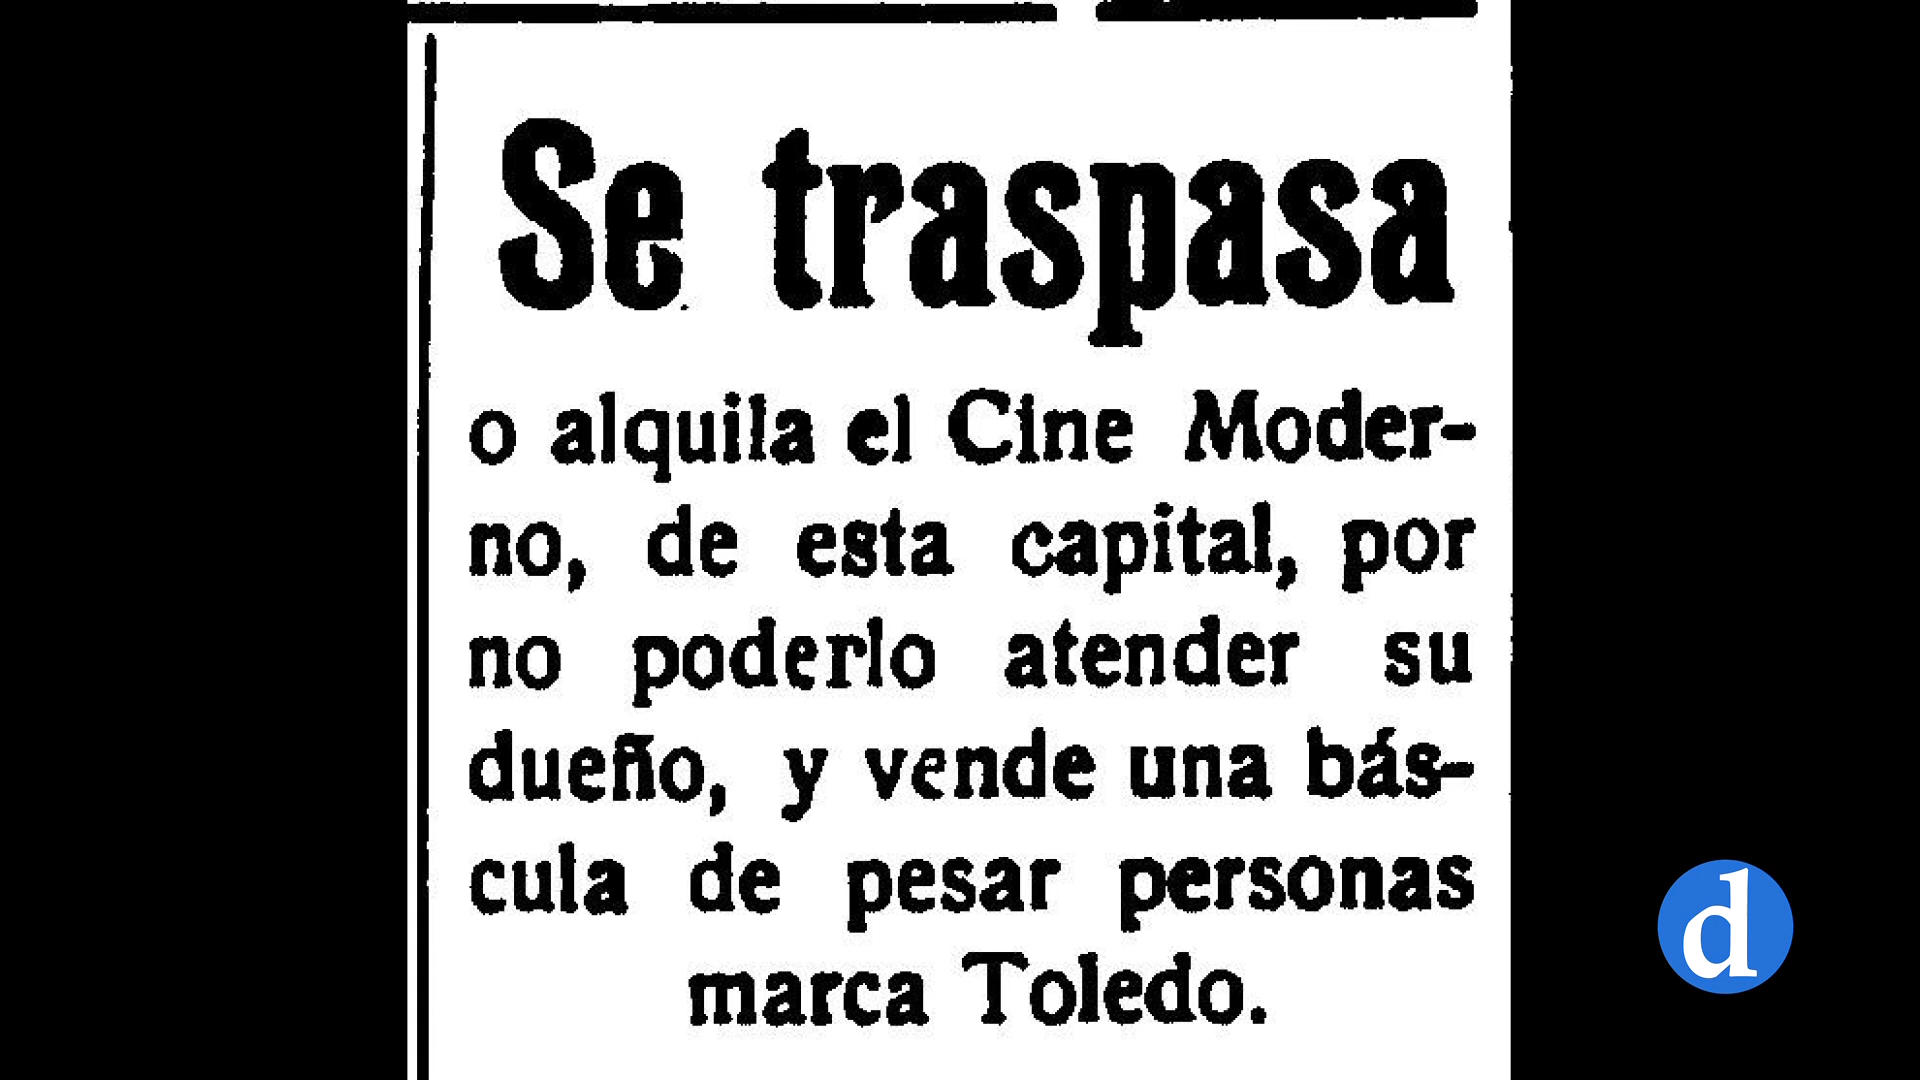 Se traspasa
o alquila el Cine Moder-
no, de esta capital, por
no poderlo atender su
dueño, y vende una bás-
cula de pesar personas
marca Toledo.
d